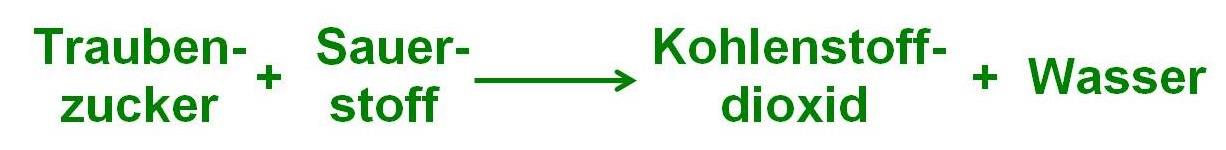 Trauben-
zucker
+
Sauer-
stoff
Kohlenstoff-
dioxid
+ Wasser